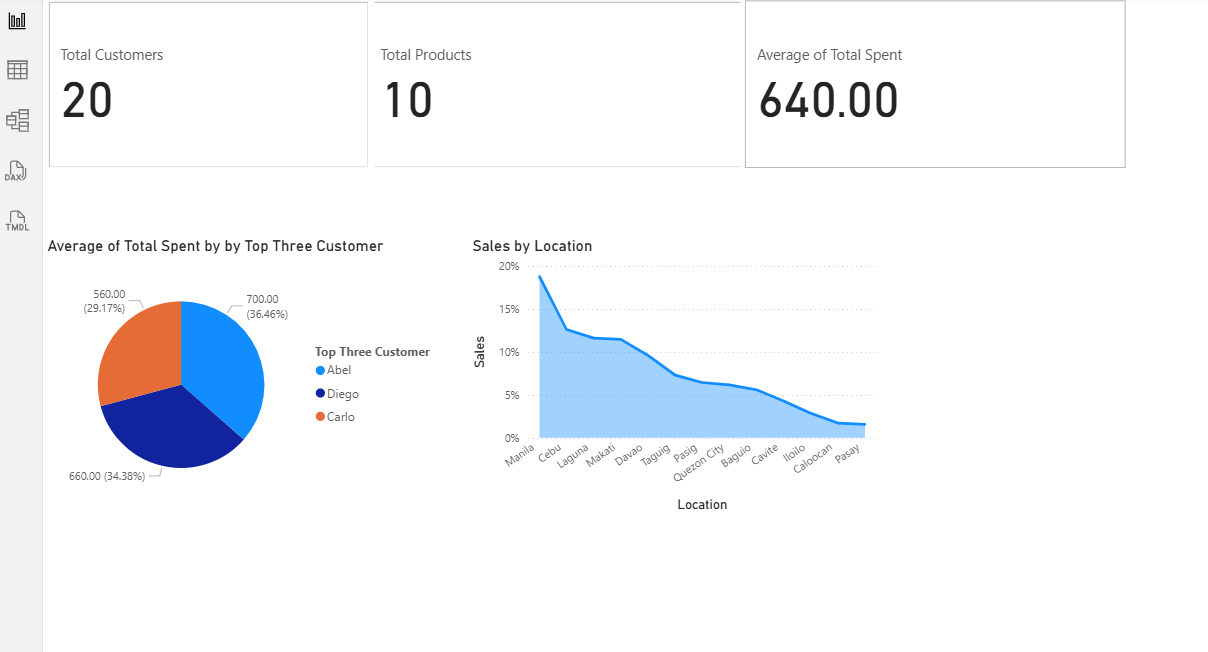 Total Customers
20
Total Products
10
Average of Total Spent
640.00
DAX
TMDL
Average of Total Spent by by Top Three Customer
560.00
(29.17%)
700.00
(36.46%)
660.00 (34.38%)
Top Three Customer
Abel
Diego
Carlo
Sales by Location
Sales
20%
15%
10%
5%
0%
Manila
Cebu
Laguna
Makati
Davao
Taguig
Pasig
Quezon City
Baguio
Cavite
Iloilo
Caloocan
Pasay
Location